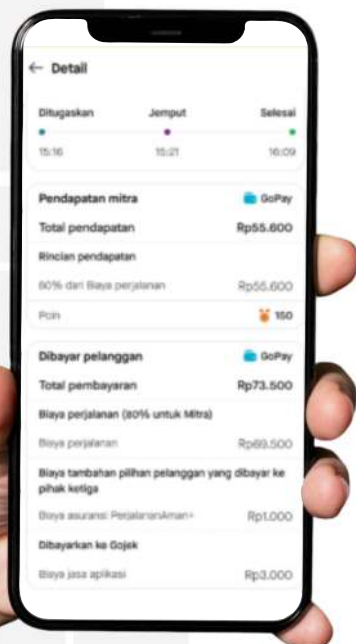 ← Detail
Ditugaskan Jemput Selesai
15:16 15:21 16:09
Pendapatan mitra GoPay
Total pendapatan Rp55.600
Rincian pendapatan
80% dari Biaya perjalanan Rp55.600
Poin 150
Dibayar pelanggan GoPay
Total pembayaran Rp73.500
Biaya perjalanan (80% untuk Mitra)
Biaya perjalanan Rp69.500
Biaya tambahan pilihan pelanggan yang dibayar ke
pihak ketiga
Biaya asuransi PerjalananAman+ Rp1.000
Dibayarkan ke Gojek
Biaya jasa aplikasi Rp3.000